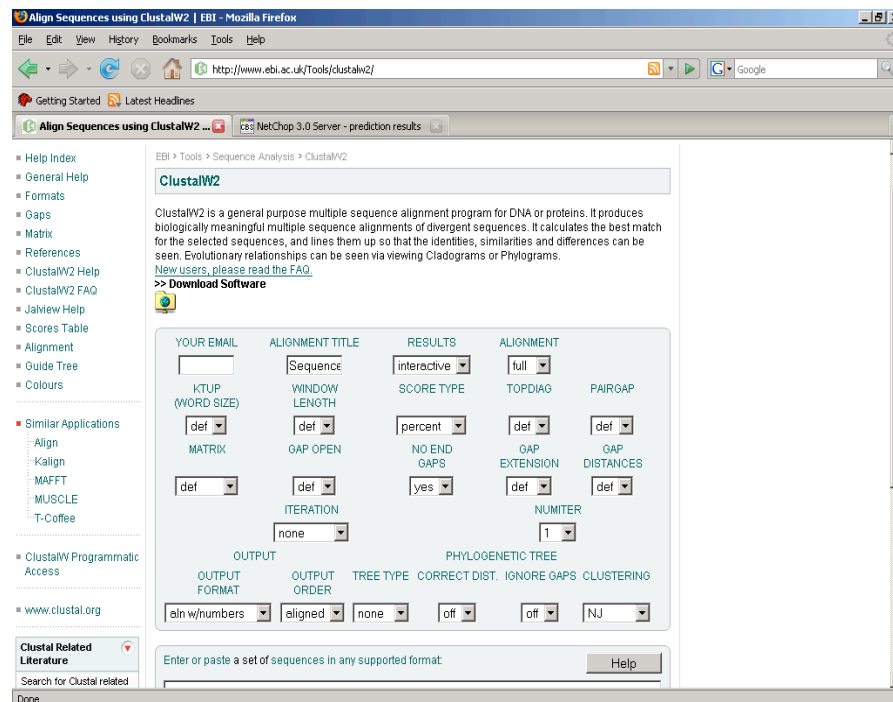 Align Sequences using ClustalW2 | EBI - Mozilla Firefox
File Edit View History Bookmarks Tools Help
http://www.ebi.ac.uk/Tools/clustalw2/
G Google
Getting Started Latest Headlines
Align Sequences using ClustalW2 ... CBS NetChop 3.0 Server - prediction results
Help Index
General Help
Formats
Gaps
Matrix
References
ClustalW2 Help
ClustalW2 FAQ
Jalview Help
Scores Table
Alignment
Guide Tree
Colours
Similar Applications
Align
Kalign
MAFFT
MUSCLE
T-Coffee
ClustalW Programmatic
Access
www.clustal.org
Clustal Related
Literature
Search for Clustal related
EBI > Tools > Sequence Analysis > ClustalW2
ClustalW2
ClustalW2 is a general purpose multiple sequence alignment program for DNA or proteins. It produces
biologically meaningful multiple sequence alignments of divergent sequences. It calculates the best match
for the selected sequences, and lines them up so that the identities, similarities and differences can be
seen. Evolutionary relationships can be seen via viewing Cladograms or Phylograms.
New users, please read the FAQ.
>> Download Software
YOUR EMAIL ALIGNMENT TITLE RESULTS ALIGNMENT
Sequence interactive full
KTUP WINDOW SCORE TYPE TOPDIAG PAIRGAP
(WORD SIZE) LENGTH
def def percent def def
MATRIX GAP OPEN NO END GAP GAP
GAPS EXTENSION DISTANCES
def def yes def def
ITERATION NUMITER
none 1
OUTPUT PHYLOGENETIC TREE
OUTPUT OUTPUT TREE TYPE CORRECT DIST. IGNORE GAPS CLUSTERING
FORMAT ORDER
aln w/numbers aligned none off off NJ
Enter or paste a set of sequences in any supported format: Help
Done